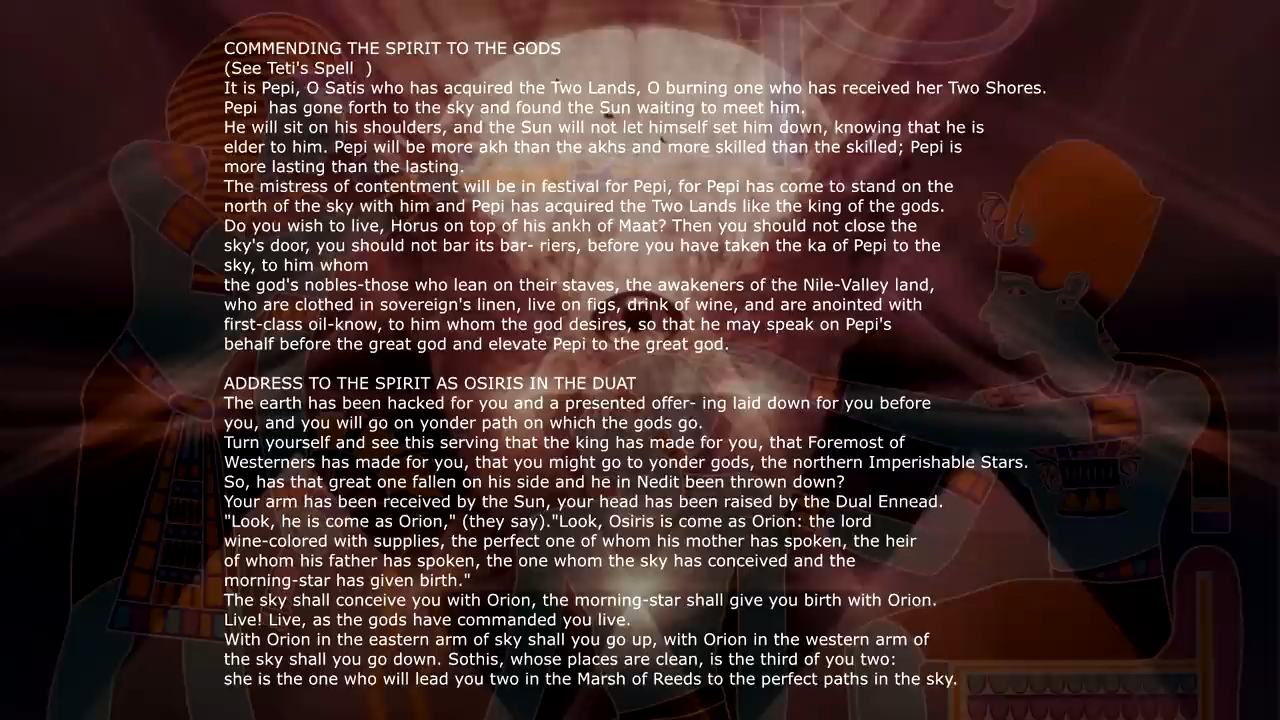 COMMENDING THE SPIRIT TO THE GODS
(See Teti's Spell  )
It is Pepi, O Satis who has acquired the Two Lands, O burning one who has received her Two Shores.
Pepi  has gone forth to the sky and found the Sun waiting to meet him.
He will sit on his shoulders, and the Sun will not let himself set him down, knowing that he is
elder to him. Pepi will be more akh than the akhs and more skilled than the skilled; Pepi is
more lasting than the lasting.
The mistress of contentment will be in festival for Pepi, for Pepi has come to stand on the
north of the sky with him and Pepi has acquired the Two Lands like the king of the gods.
Do you wish to live, Horus on top of his ankh of Maat? Then you should not close the
sky's door, you should not bar its bar- riers, before you have taken the ka of Pepi to the
sky, to him whom
the god's nobles-those who lean on their staves, the awakeners of the Nile-Valley land,
who are clothed in sovereign's linen, live on figs, drink of wine, and are anointed with
first-class oil-know, to him whom the god desires, so that he may speak on Pepi's
behalf before the great god and elevate Pepi to the great god.
ADDRESS TO THE SPIRIT AS OSIRIS IN THE DUAT
The earth has been hacked for you and a presented offer- ing laid down for you before
you, and you will go on yonder path on which the gods go.
Turn yourself and see this serving that the king has made for you, that Foremost of
Westerners has made for you, that you might go to yonder gods, the northern Imperishable Stars.
So, has that great one fallen on his side and he in Nedit been thrown down?
Your arm has been received by the Sun, your head has been raised by the Dual Ennead.
"Look, he is come as Orion," (they say)."Look, Osiris is come as Orion: the lord
wine-colored with supplies, the perfect one of whom his mother has spoken, the heir
of whom his father has spoken, the one whom the sky has conceived and the
morning-star has given birth."
The sky shall conceive you with Orion, the morning-star shall give you birth with Orion.
Live! Live, as the gods have commanded you live.
With Orion in the eastern arm of sky shall you go up, with Orion in the western arm of
the sky shall you go down. Sothis, whose places are clean, is the third of you two:
she is the one who will lead you two in the Marsh of Reeds to the perfect paths in the sky.